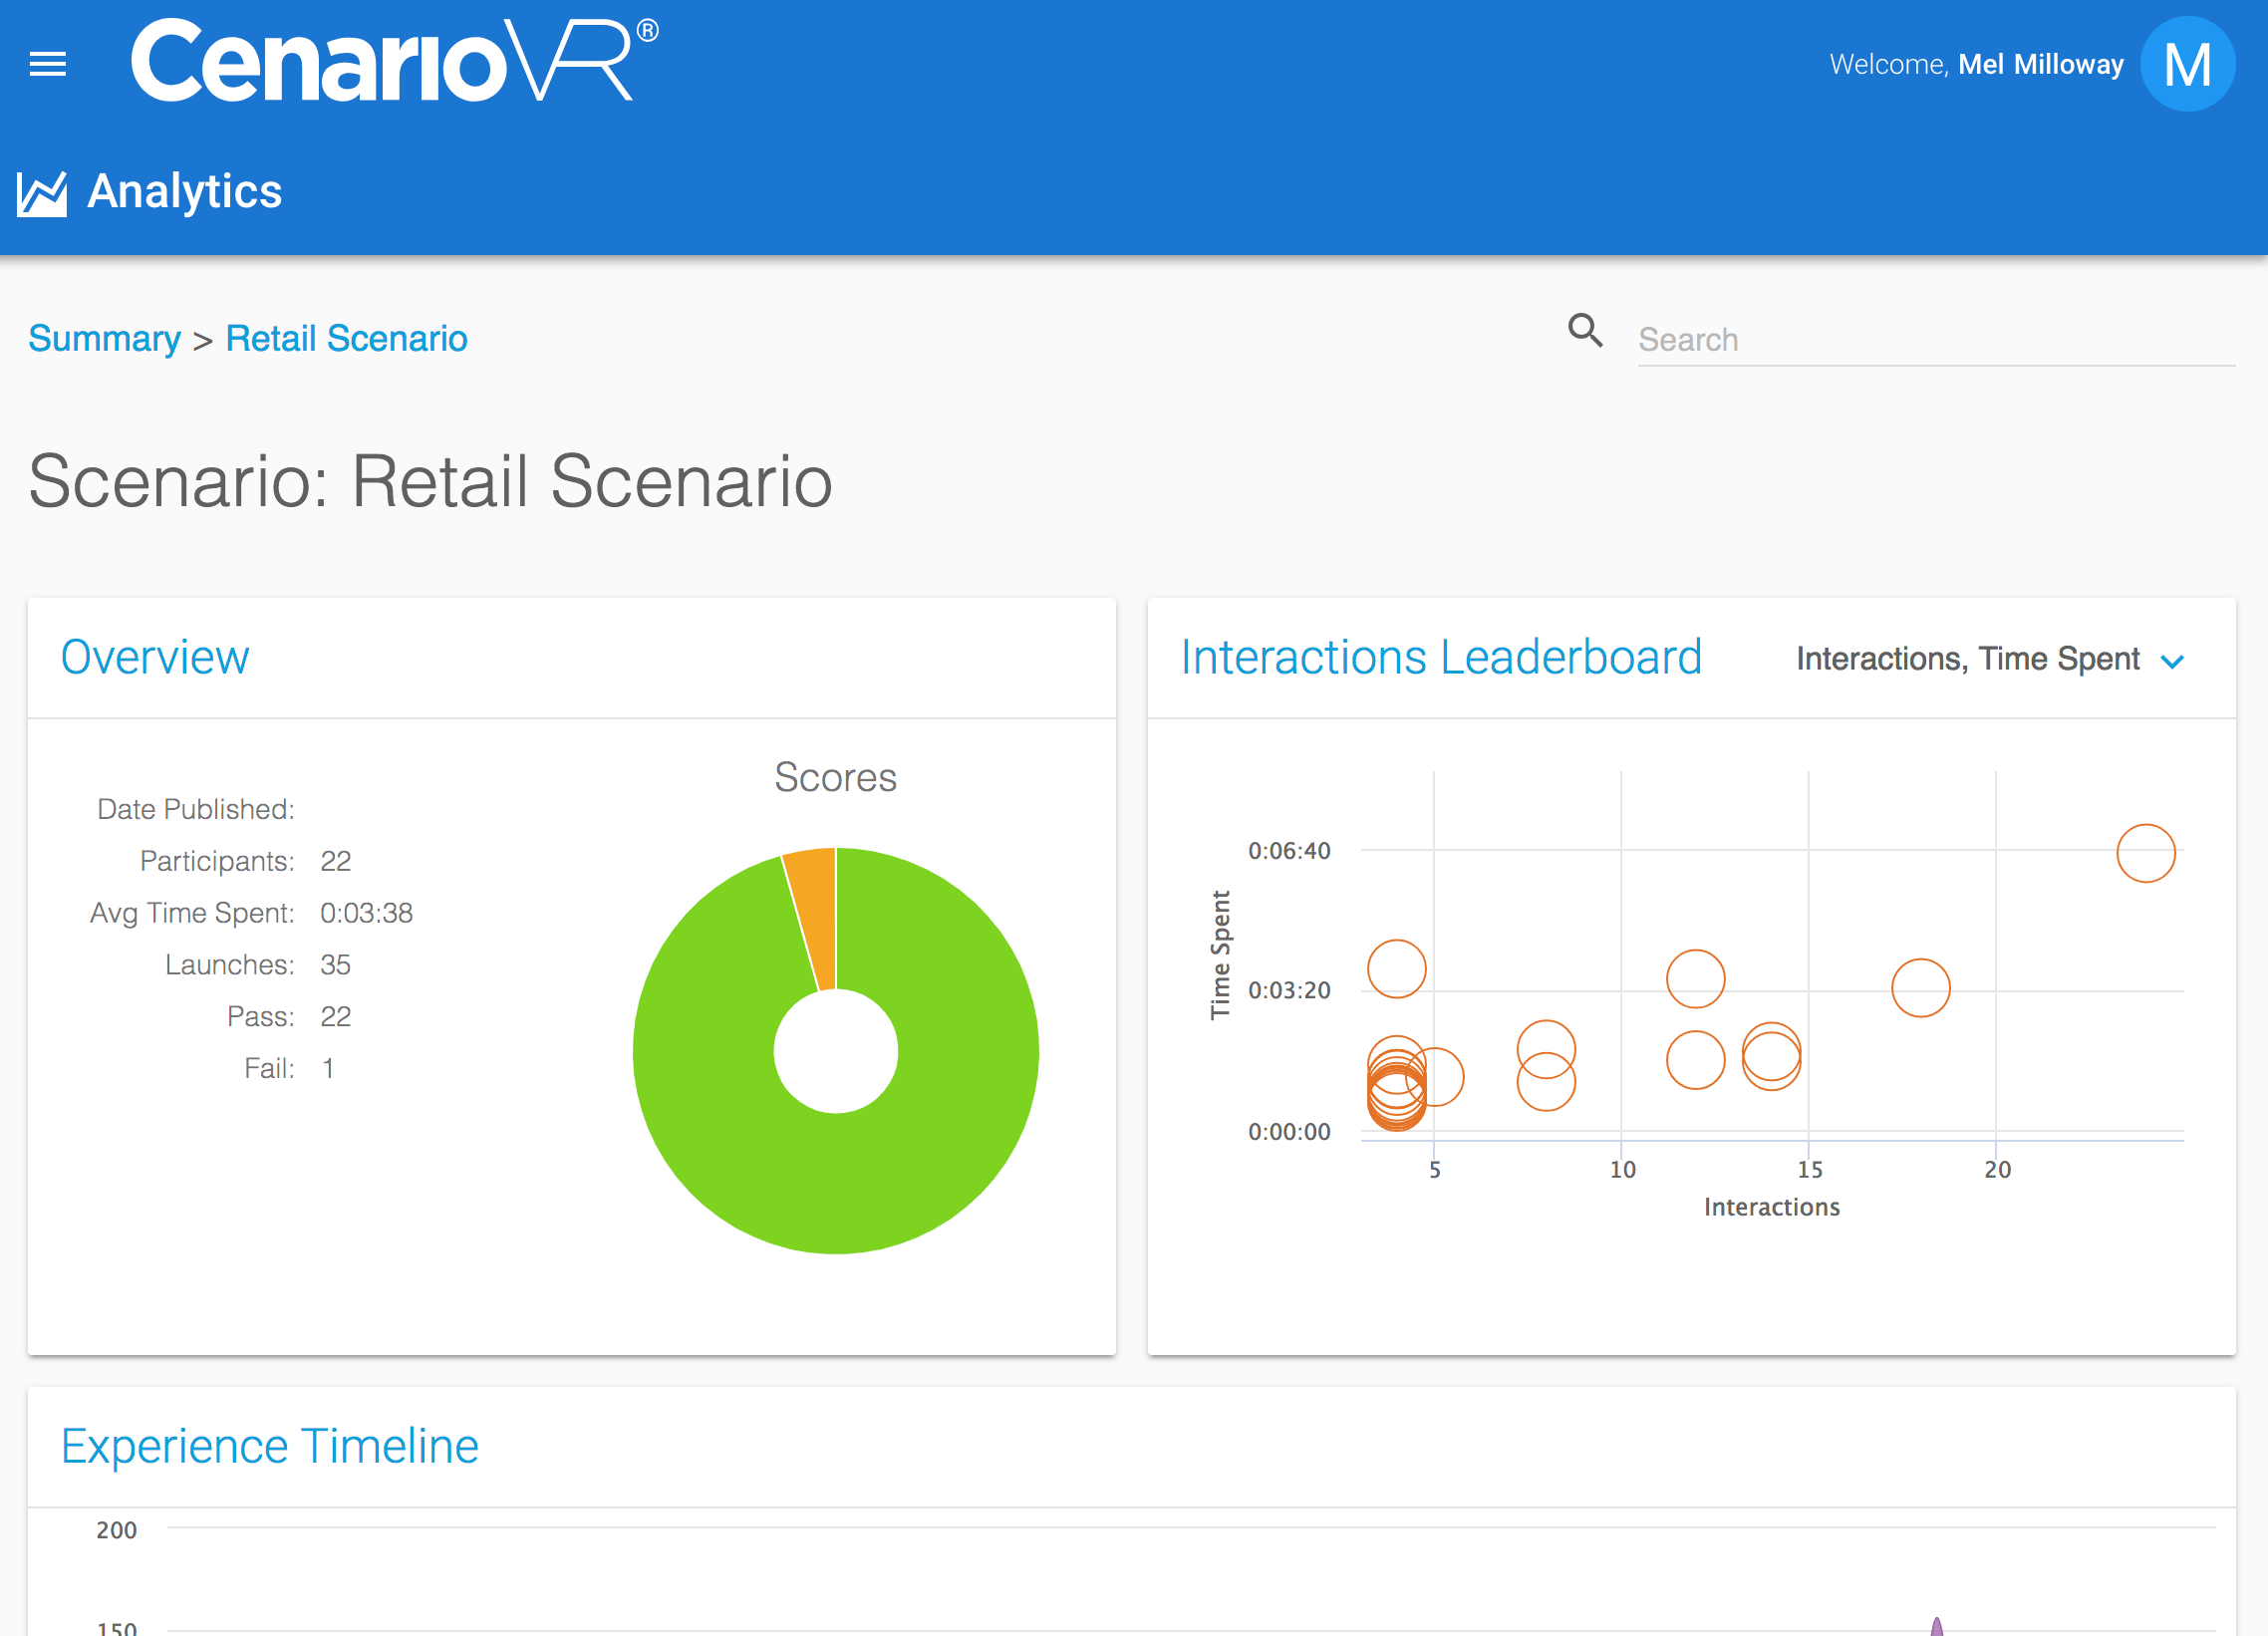 CenarioVR®
Welcome, Mel Milloway
M
Analytics
Summary > Retail Scenario
Search
Scenario: Retail Scenario
Overview
Scores
Date Published:
Participants: 22
Avg Time Spent: 0:03:38
Launches: 35
Pass: 22
Fail: 1
Interactions Leaderboard
Interactions, Time Spent
0:06:40
0:03:20
0:00:00
Time Spent
5 10 15 20
Interactions
Experience Timeline
200
150